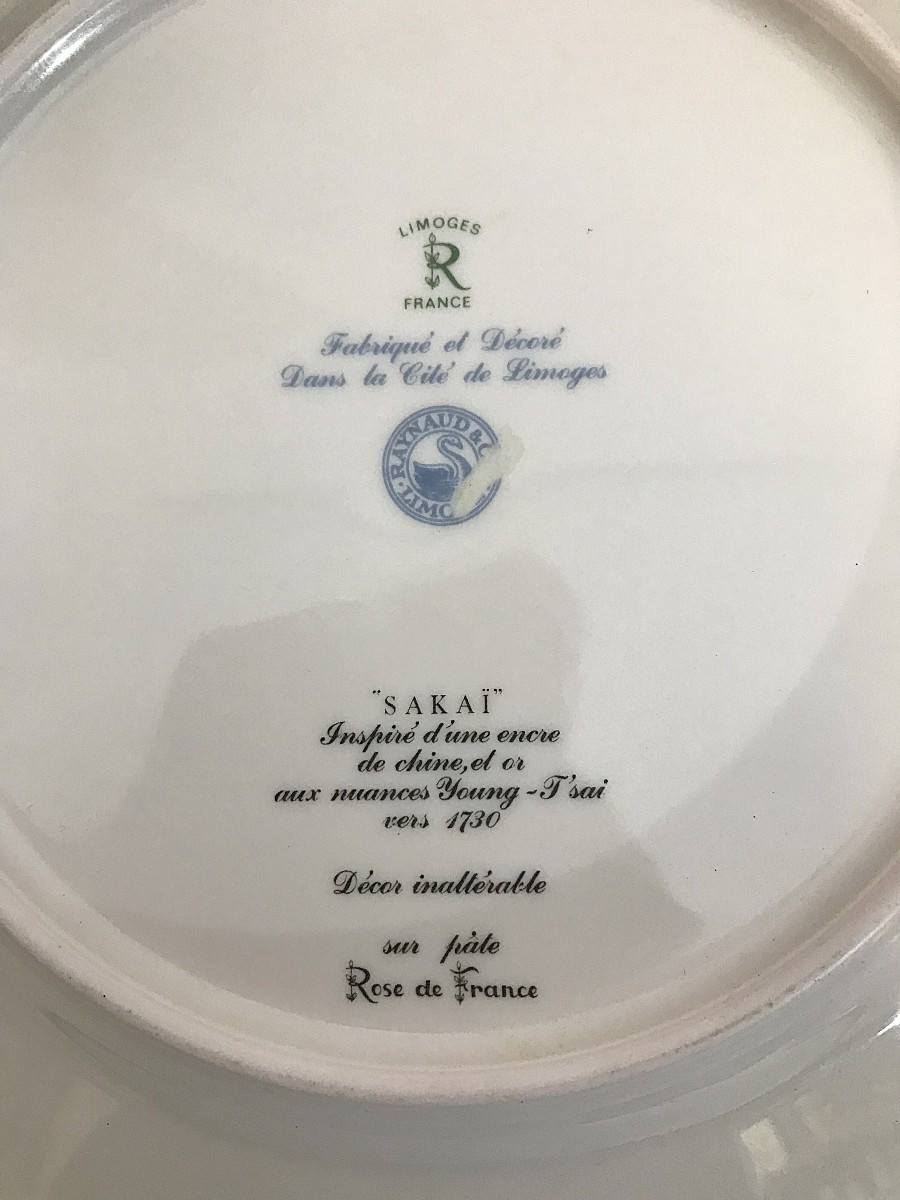 LIMOGES
R
FRANCE
Fabriqué et Décoré
Dans la Cité de Limoges
RAYNAUD &
"SAKAÏ"
Inspiré d'une encre
de chine, et or
aux nuances Young-T'sai
vers 1730
Décor inaltérable
sur pâte
Rose de France